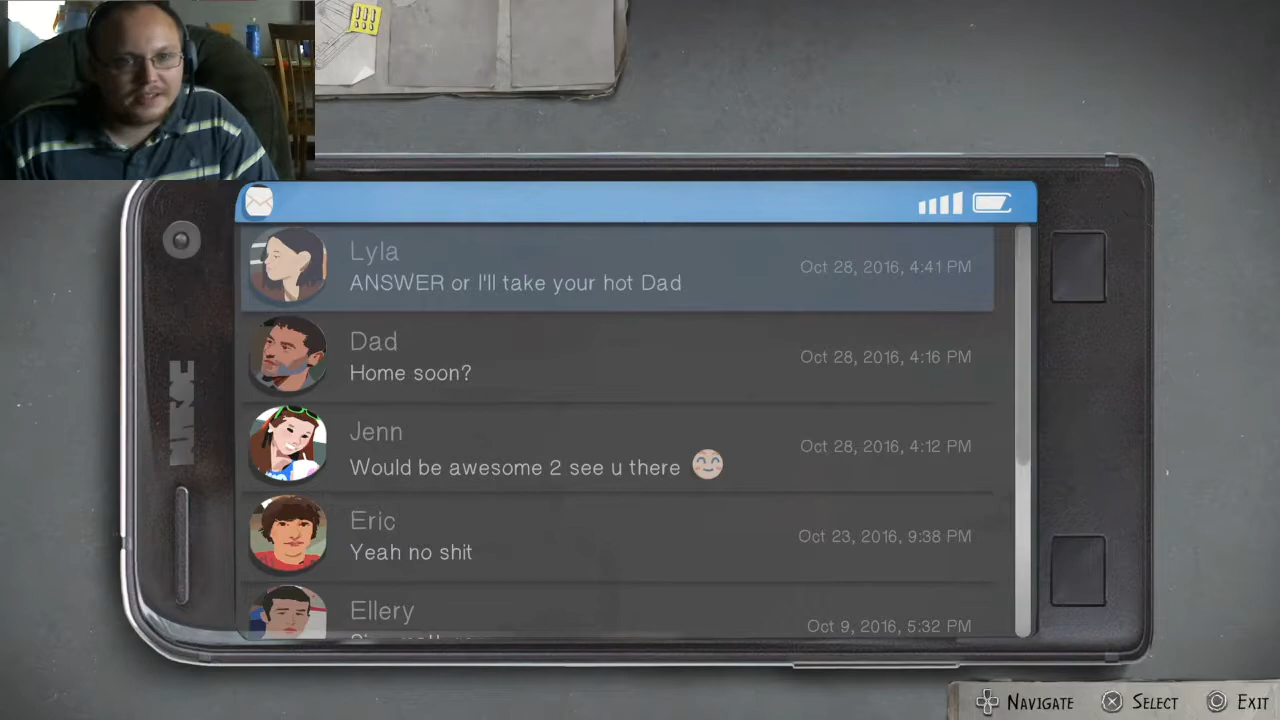 Lyla
ANSWER or I'll take your hot Dad
Oct 28, 2016, 4:41 PM
Dad
Home soon?
Oct 28, 2016, 4:16 PM
Jenn
Would be awesome 2 see u there
Oct 28, 2016, 4:12 PM
Eric
Yeah no shit
Oct 23, 2016, 9:38 PM
Ellery
Oct 9, 2016, 5:32 PM
NAVIGATE
SELECT
EXIT